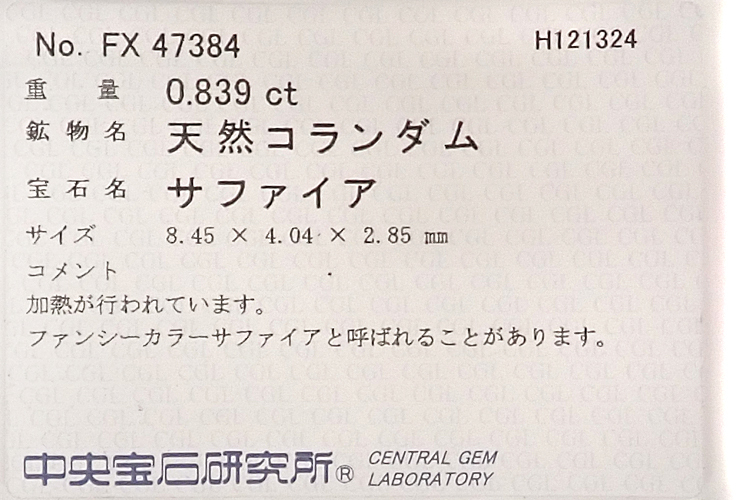 No. FX 47384 H121324
重 量 0.839 ct
鉱物名 天然コランダム
宝石名 サファイア
サイズ 8.45 × 4.04 × 2.85 mm
コメント
加熱が行われています。
ファンシーカラーサファイアと呼ばれることがあります。
中央宝石研究所® CENTRAL GEM
LABORATORY